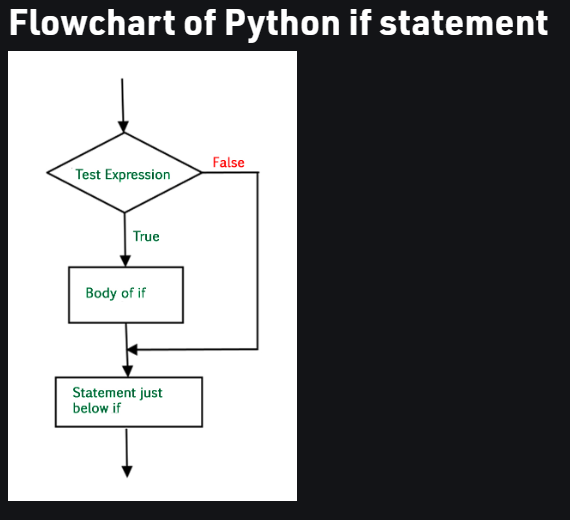 Flowchart of Python if statement
Test Expression
False
True
Body of if
Statement just
below if